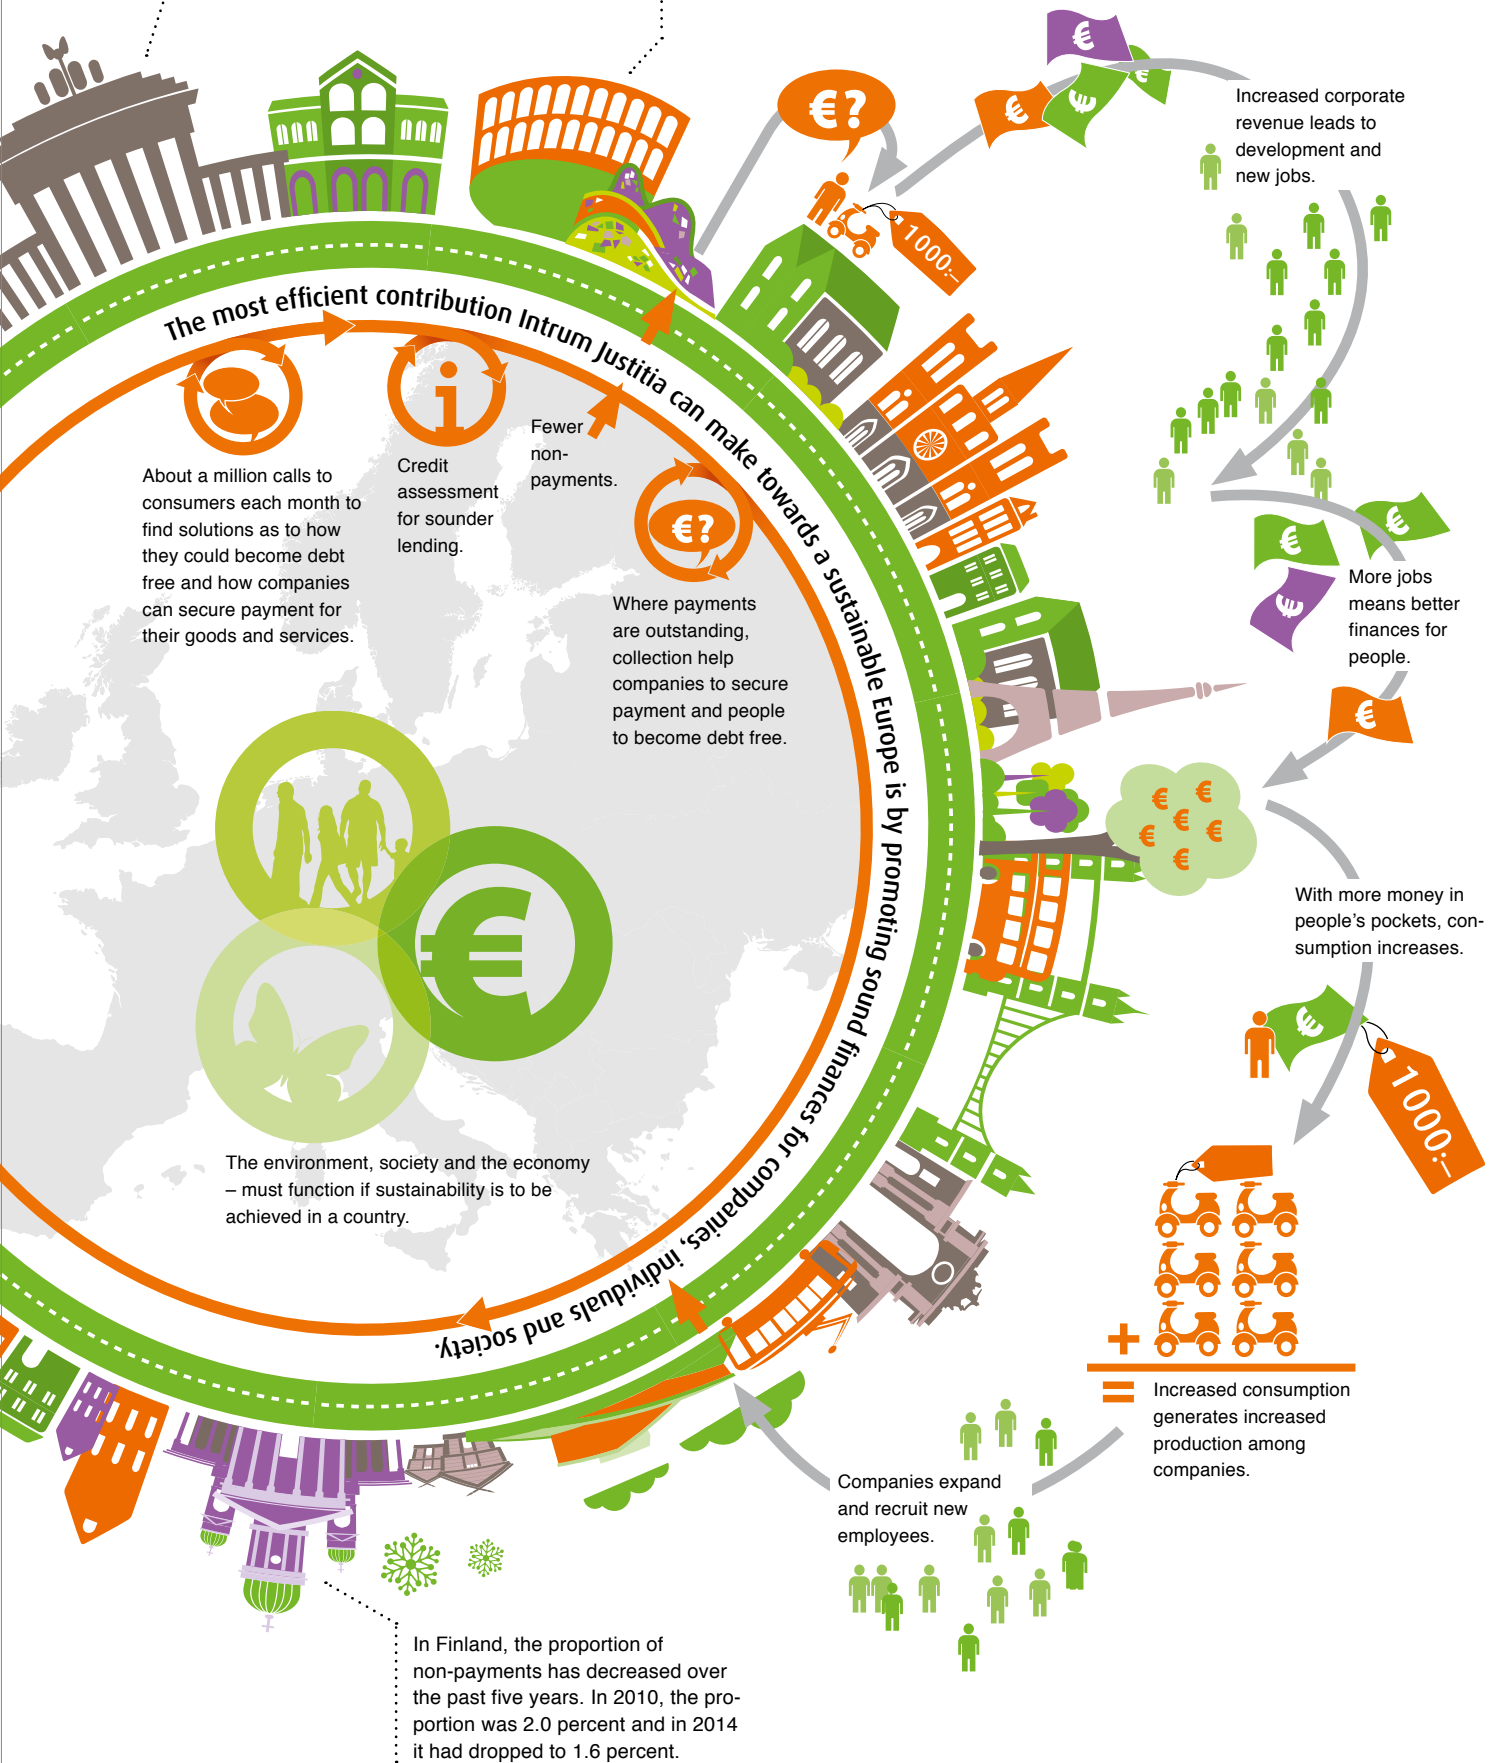 €?
€
€
€
€
Increased corporate
revenue leads to
development and
new jobs.
1000:–
The most efficient contribution Intrum Justitia can make towards a sustainable Europe is by promoting sound finances for companies, individuals and society.
i
Fewer
non-
payments.
About a million calls to
consumers each month to
find solutions as to how
they could become debt
free and how companies
can secure payment for
their goods and services.
Credit
assessment
for sounder
lending.
€?
Where payments
are outstanding,
collection help
companies to secure
payment and people
to become debt free.
€
€
€
More jobs
means better
finances for
people.
€
€
€
€
€
€
€
€
With more money in
people’s pockets, con-
sumption increases.
€
1000:–
The environment, society and the economy
– must function if sustainability is to be
achieved in a country.
+
=
Increased consumption
generates increased
production among
companies.
Companies expand
and recruit new
employees.
In Finland, the proportion of
non-payments has decreased over
the past five years. In 2010, the pro-
portion was 2.0 percent and in 2014
it had dropped to 1.6 percent.